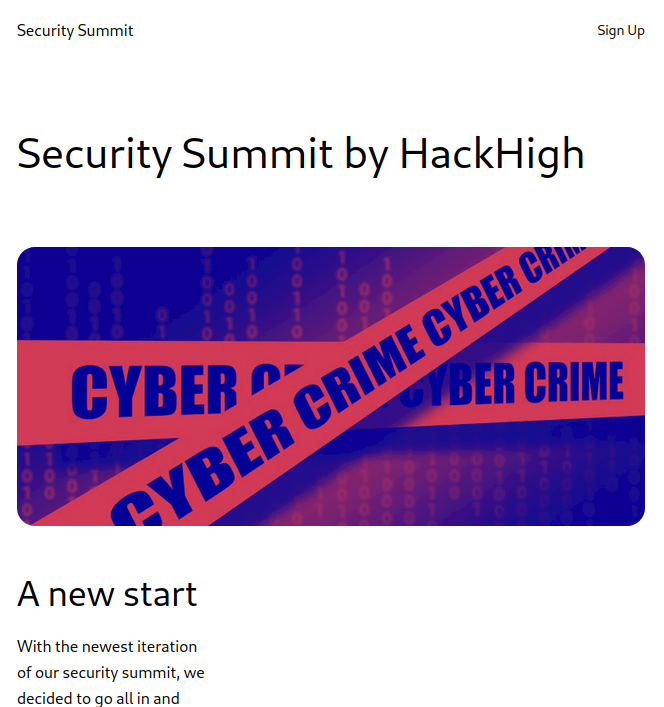 Security Summit
Sign Up
Security Summit by HackHigh
CYBER CRIME CYBER CRIME
CYBER
CYBER CRIME
A new start
With the newest iteration
of our security summit, we
decided to go all in and